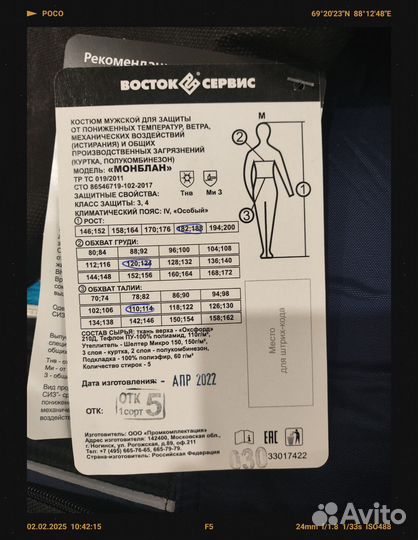 POCO
69°20'23"N 88°12'48"E
Рекомендац
ВОСТОК СЕРВИС
КОСТЮМ МУЖСКОЙ ДЛЯ ЗАЩИТЫ
ОТ ПОНИЖЕННЫХ ТЕМПЕРАТУР, ВЕТРА,
МЕХАНИЧЕСКИХ ВОЗДЕЙСТВИЙ
(ИСТИРАНИЯ) И ОБЩИХ
ПРОИЗВОДСТВЕННЫХ ЗАГРЯЗНЕНИЙ
(КУРТКА, ПОЛУКОМБИНЕЗОН)
МОДЕЛЬ: «МОНБЛАН»
ТР ТС 019/2011
СТО 86546719-102-2017
ЗАЩИТНЫЕ СВОЙСТВА:
КЛАСС ЗАЩИТЫ: 3, 4
КЛИМАТИЧЕСКИЙ ПОЯС: IV, «Особый»
Тнв Ми 3
М
1
2
3
1 РОСТ:
146;152 158;164 170;176 182;188 194;200
2 ОБХВАТ ГРУДИ:
80;84 88;92 96;100 104;108
112;116 120;124 128;132 136;140
144;148 152;156 160;164 168;172
3 ОБХВАТ ТАЛИИ:
70;74 78;82 86;90 94;98
102;106 110;114 118;122 126;130
134;138 142;146 150;154 158;162
СОСТАВ СЫРЬЯ: ткань верха - «Оксфорд»
210Д, Тефлон ПУ-100% полиамид, 110г/м²,
Утеплитель - Шелтер Микро 150, 150г/м²,
3 слоя - куртка, 2 слоя - полукомбинезон,
Подкладка - 100% полиэфир, 60 г/м²
Количество стирок - 5
Дата изготовления - АПР 2022
ОТК: ОТК 1сорт 5
Место
для штрих-кода
Изготовитель: ООО «Промкомплектация»
Адрес изготовителя: 142400, Московская обл.,
г. Ногинск, ул. Рогожская, д.89, оф.211
Тел: +7 (495) 665-76-65, 665-79-79.
Страна-изготовитель: Российская Федерация
EAC
030 33017422
02.02.2025 10:42:15
F5
24mm f/1.8 1/33s ISO488
Avito